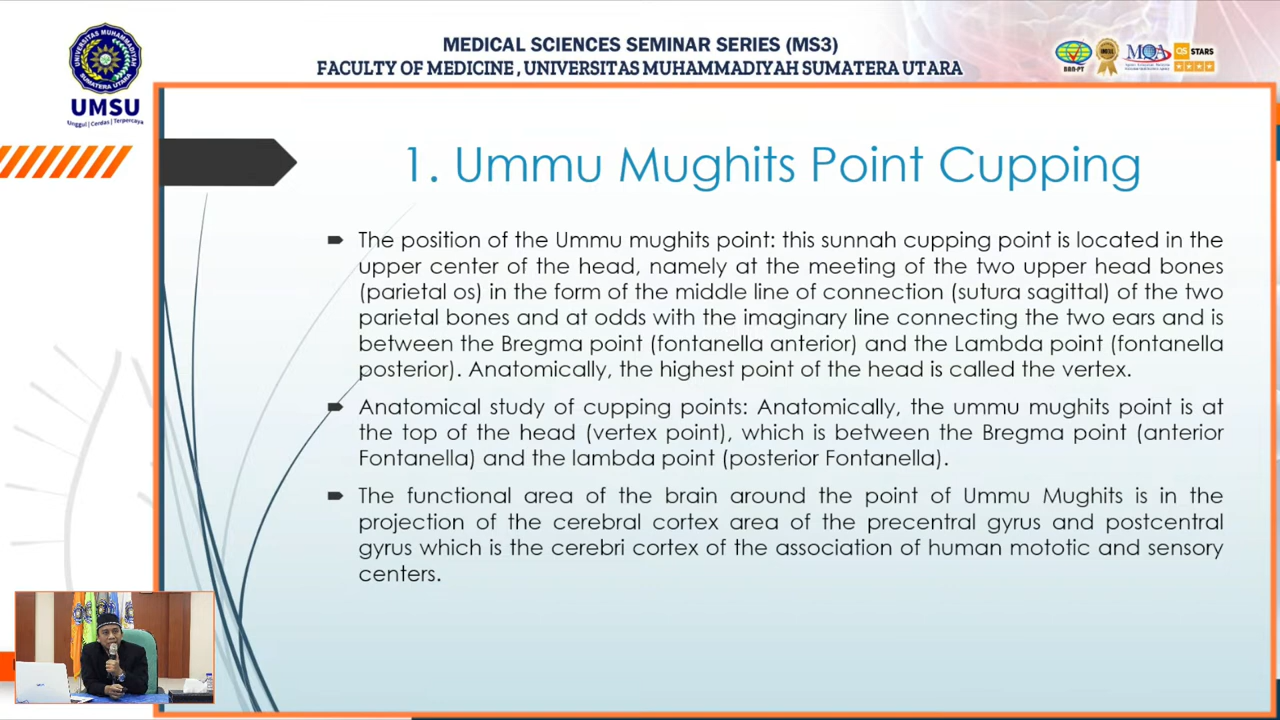 UNIVERSITAS MUHAMMADIYAH
SUMATERA UTARA
UMSU
Unggul | Cerdas | Terpercaya
MEDICAL SCIENCES SEMINAR SERIES (MS3)
FACULTY OF MEDICINE, UNIVERSITAS MUHAMMADIYAH SUMATERA UTARA
BAN-PT
MQA
QS STARS
1. Ummu Mughits Point Cupping
The position of the Ummu mughits point: this sunnah cupping point is located in the
upper center of the head, namely at the meeting of the two upper head bones
(parietal os) in the form of the middle line of connection (sutura sagittal) of the two
parietal bones and at odds with the imaginary line connecting the two ears and is
between the Bregma point (fontanella anterior) and the Lambda point (fontanella
posterior). Anatomically, the highest point of the head is called the vertex.
Anatomical study of cupping points: Anatomically, the ummu mughits point is at
the top of the head (vertex point), which is between the Bregma point (anterior
Fontanella) and the lambda point (posterior Fontanella).
The functional area of the brain around the point of Ummu Mughits is in the
projection of the cerebral cortex area of the precentral gyrus and postcentral
gyrus which is the cerebri cortex of the association of human mototic and sensory
centers.